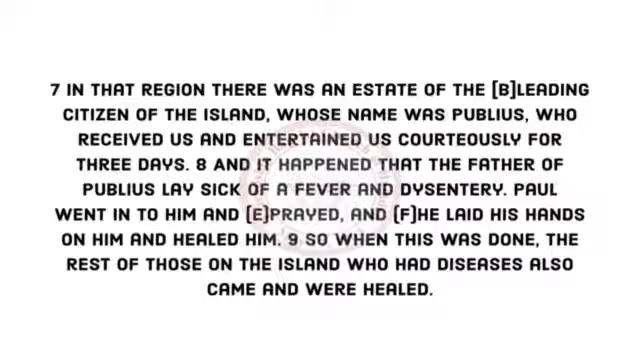 7 IN THAT REGION THERE WAS AN ESTATE OF THE [B]LEADING
CITIZEN OF THE ISLAND, WHOSE NAME WAS PUBLIUS, WHO
RECEIVED US AND ENTERTAINED US COURTEOUSLY FOR
THREE DAYS. 8 AND IT HAPPENED THAT THE FATHER OF
PUBLIUS LAY SICK OF A FEVER AND DYSENTERY. PAUL
WENT IN TO HIM AND [E]PRAYED, AND [F]HE LAID HIS HANDS
ON HIM AND HEALED HIM. 9 SO WHEN THIS WAS DONE, THE
REST OF THOSE ON THE ISLAND WHO HAD DISEASES ALSO
CAME AND WERE HEALED.